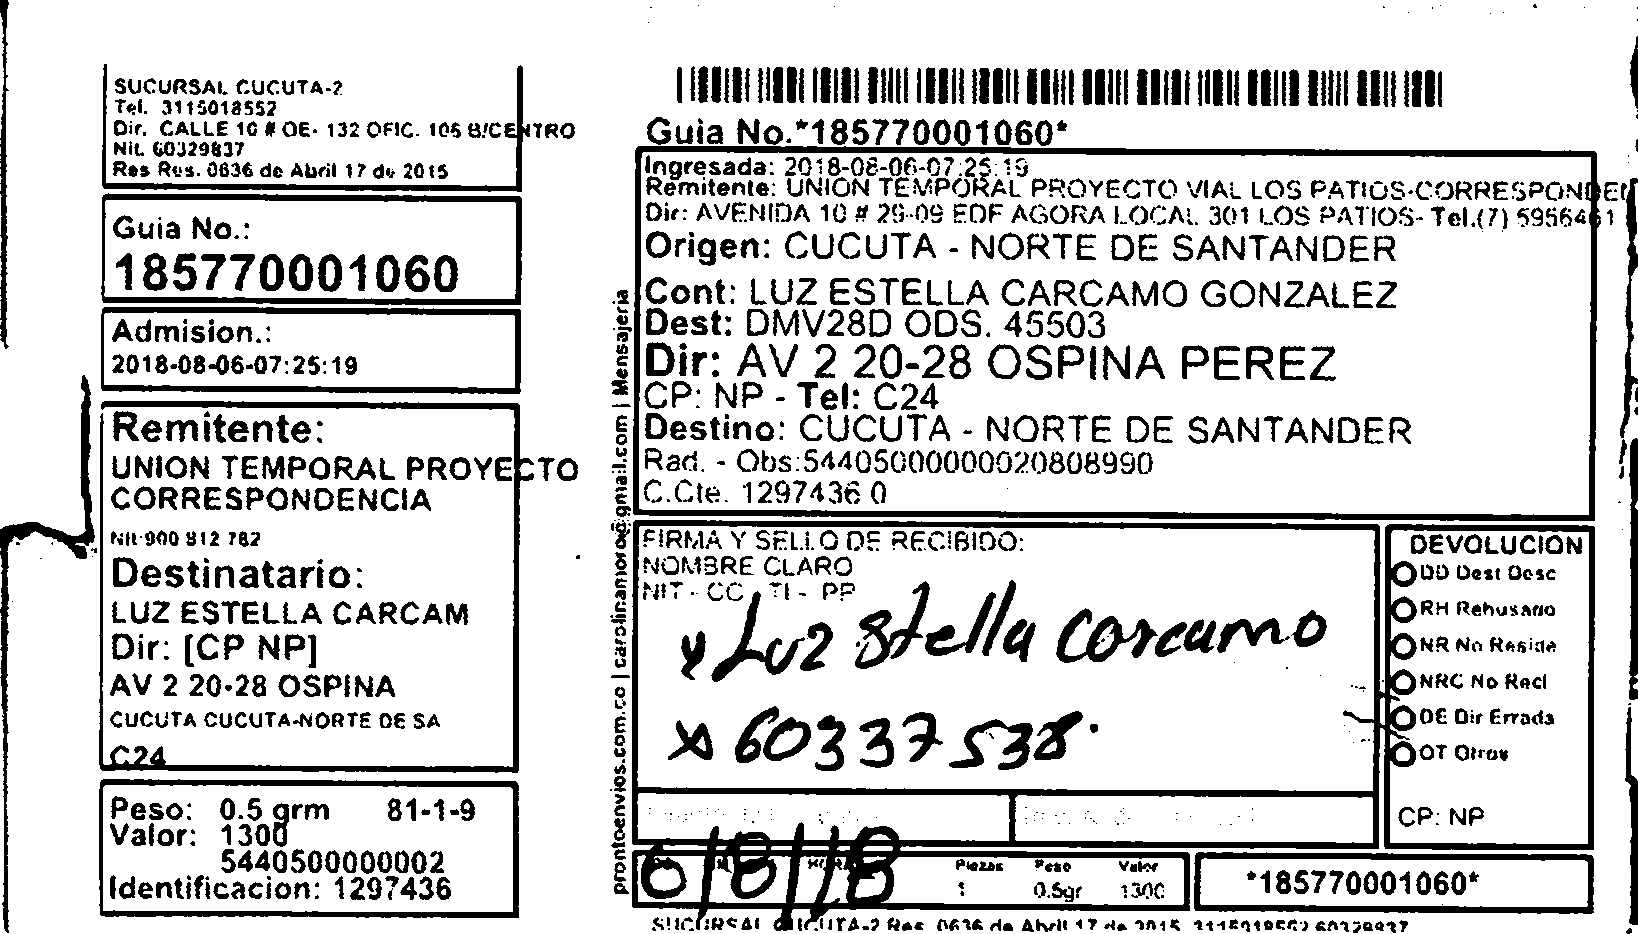 SUCURSAL CUCUTA-2
Tel. 3115018552
Dir. CALLE 10 # OE- 132 OFIC. 105 B/CENTRO
Nit. 60329837
Res Res. 0636 de Abril 17 de 2015
Guia No.:
185770001060
Admision.:
2018-08-06-07:25:19
Remitente:
UNION TEMPORAL PROYECTO
CORRESPONDENCIA
Nit 900 812 782
Destinatario:
LUZ ESTELLA CARCAM
Dir: [CP NP]
AV 2 20-28 OSPINA
CUCUTA CUCUTA-NORTE DE SA
C24
Peso: 0.5 grm 81-1-9
Valor: 1300
5440500000002
Identificacion: 1297436
prontoenvios.com.co | carolinamoro@gmail.com | Mensajeria
Guia No.*185770001060*
Ingresada: 2018-08-06-07:25:19
Remitente: UNION TEMPORAL PROYECTO VIAL LOS PATIOS-CORRESPONDE
Dir: AVENIDA 10 # 29-09 EDF AGORA LOCAL 301 LOS PATIOS- Tel.(7) 5956461
Origen: CUCUTA - NORTE DE SANTANDER
Cont: LUZ ESTELLA CARCAMO GONZALEZ
Dest: DMV28D ODS. 45503
Dir: AV 2 20-28 OSPINA PEREZ
CP: NP - Tel: C24
Destino: CUCUTA - NORTE DE SANTANDER
Rad. - Obs:54405000000020808990
C.Cte. 1297436 0
FIRMA Y SELLO DE RECIBIDO:
NOMBRE CLARO
NIT - CC - TI - PP
x Luz Stella Carcamo
x 60337538.
6/8/18
DEVOLUCION
DD Dest Desc
RH Rehusado
NR No Reside
NRC No Recl
DE Dir Errada
OT Otros
CP: NP
Piezas Peso Valor
1 0.5gr 1300
*185770001060*
SUCURSAL CUCUTA-2 Res. 0636 de Abril 17 de 2015 3115018552 60329837